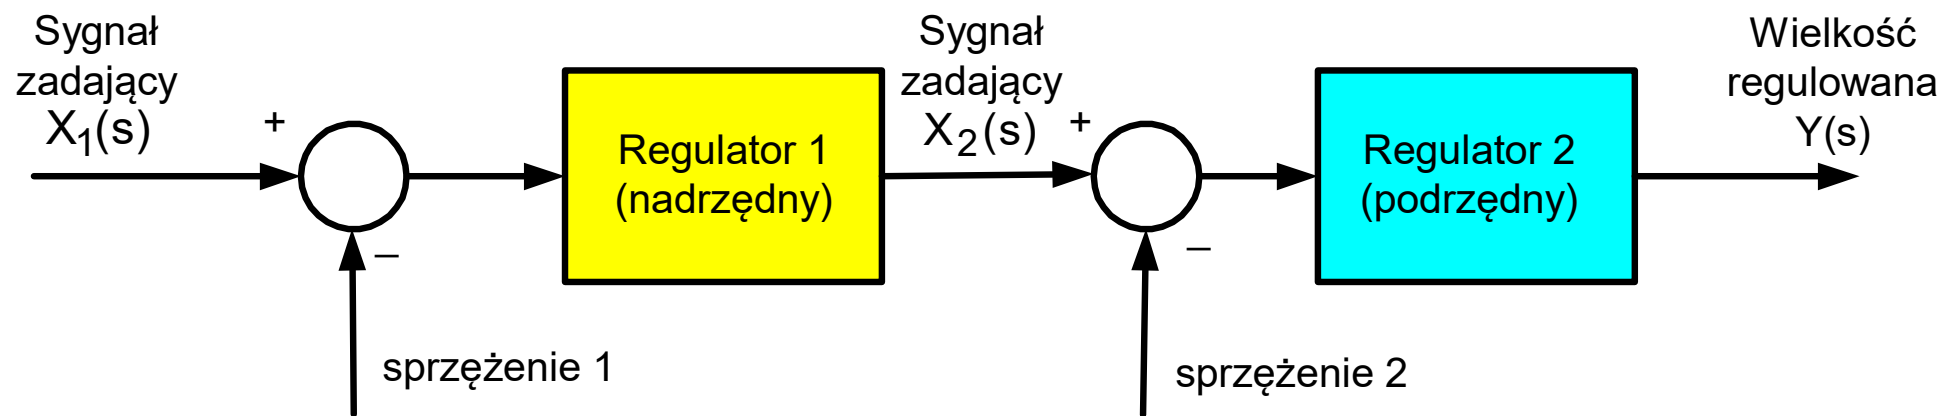 Sygnał
zadający
X₁(s)
+
–
sprzężenie 1
Regulator 1
(nadrzędny)
Sygnał
zadający
X₂(s)
+
–
sprzężenie 2
Regulator 2
(podrzędny)
Wielkość
regulowana
Y(s)